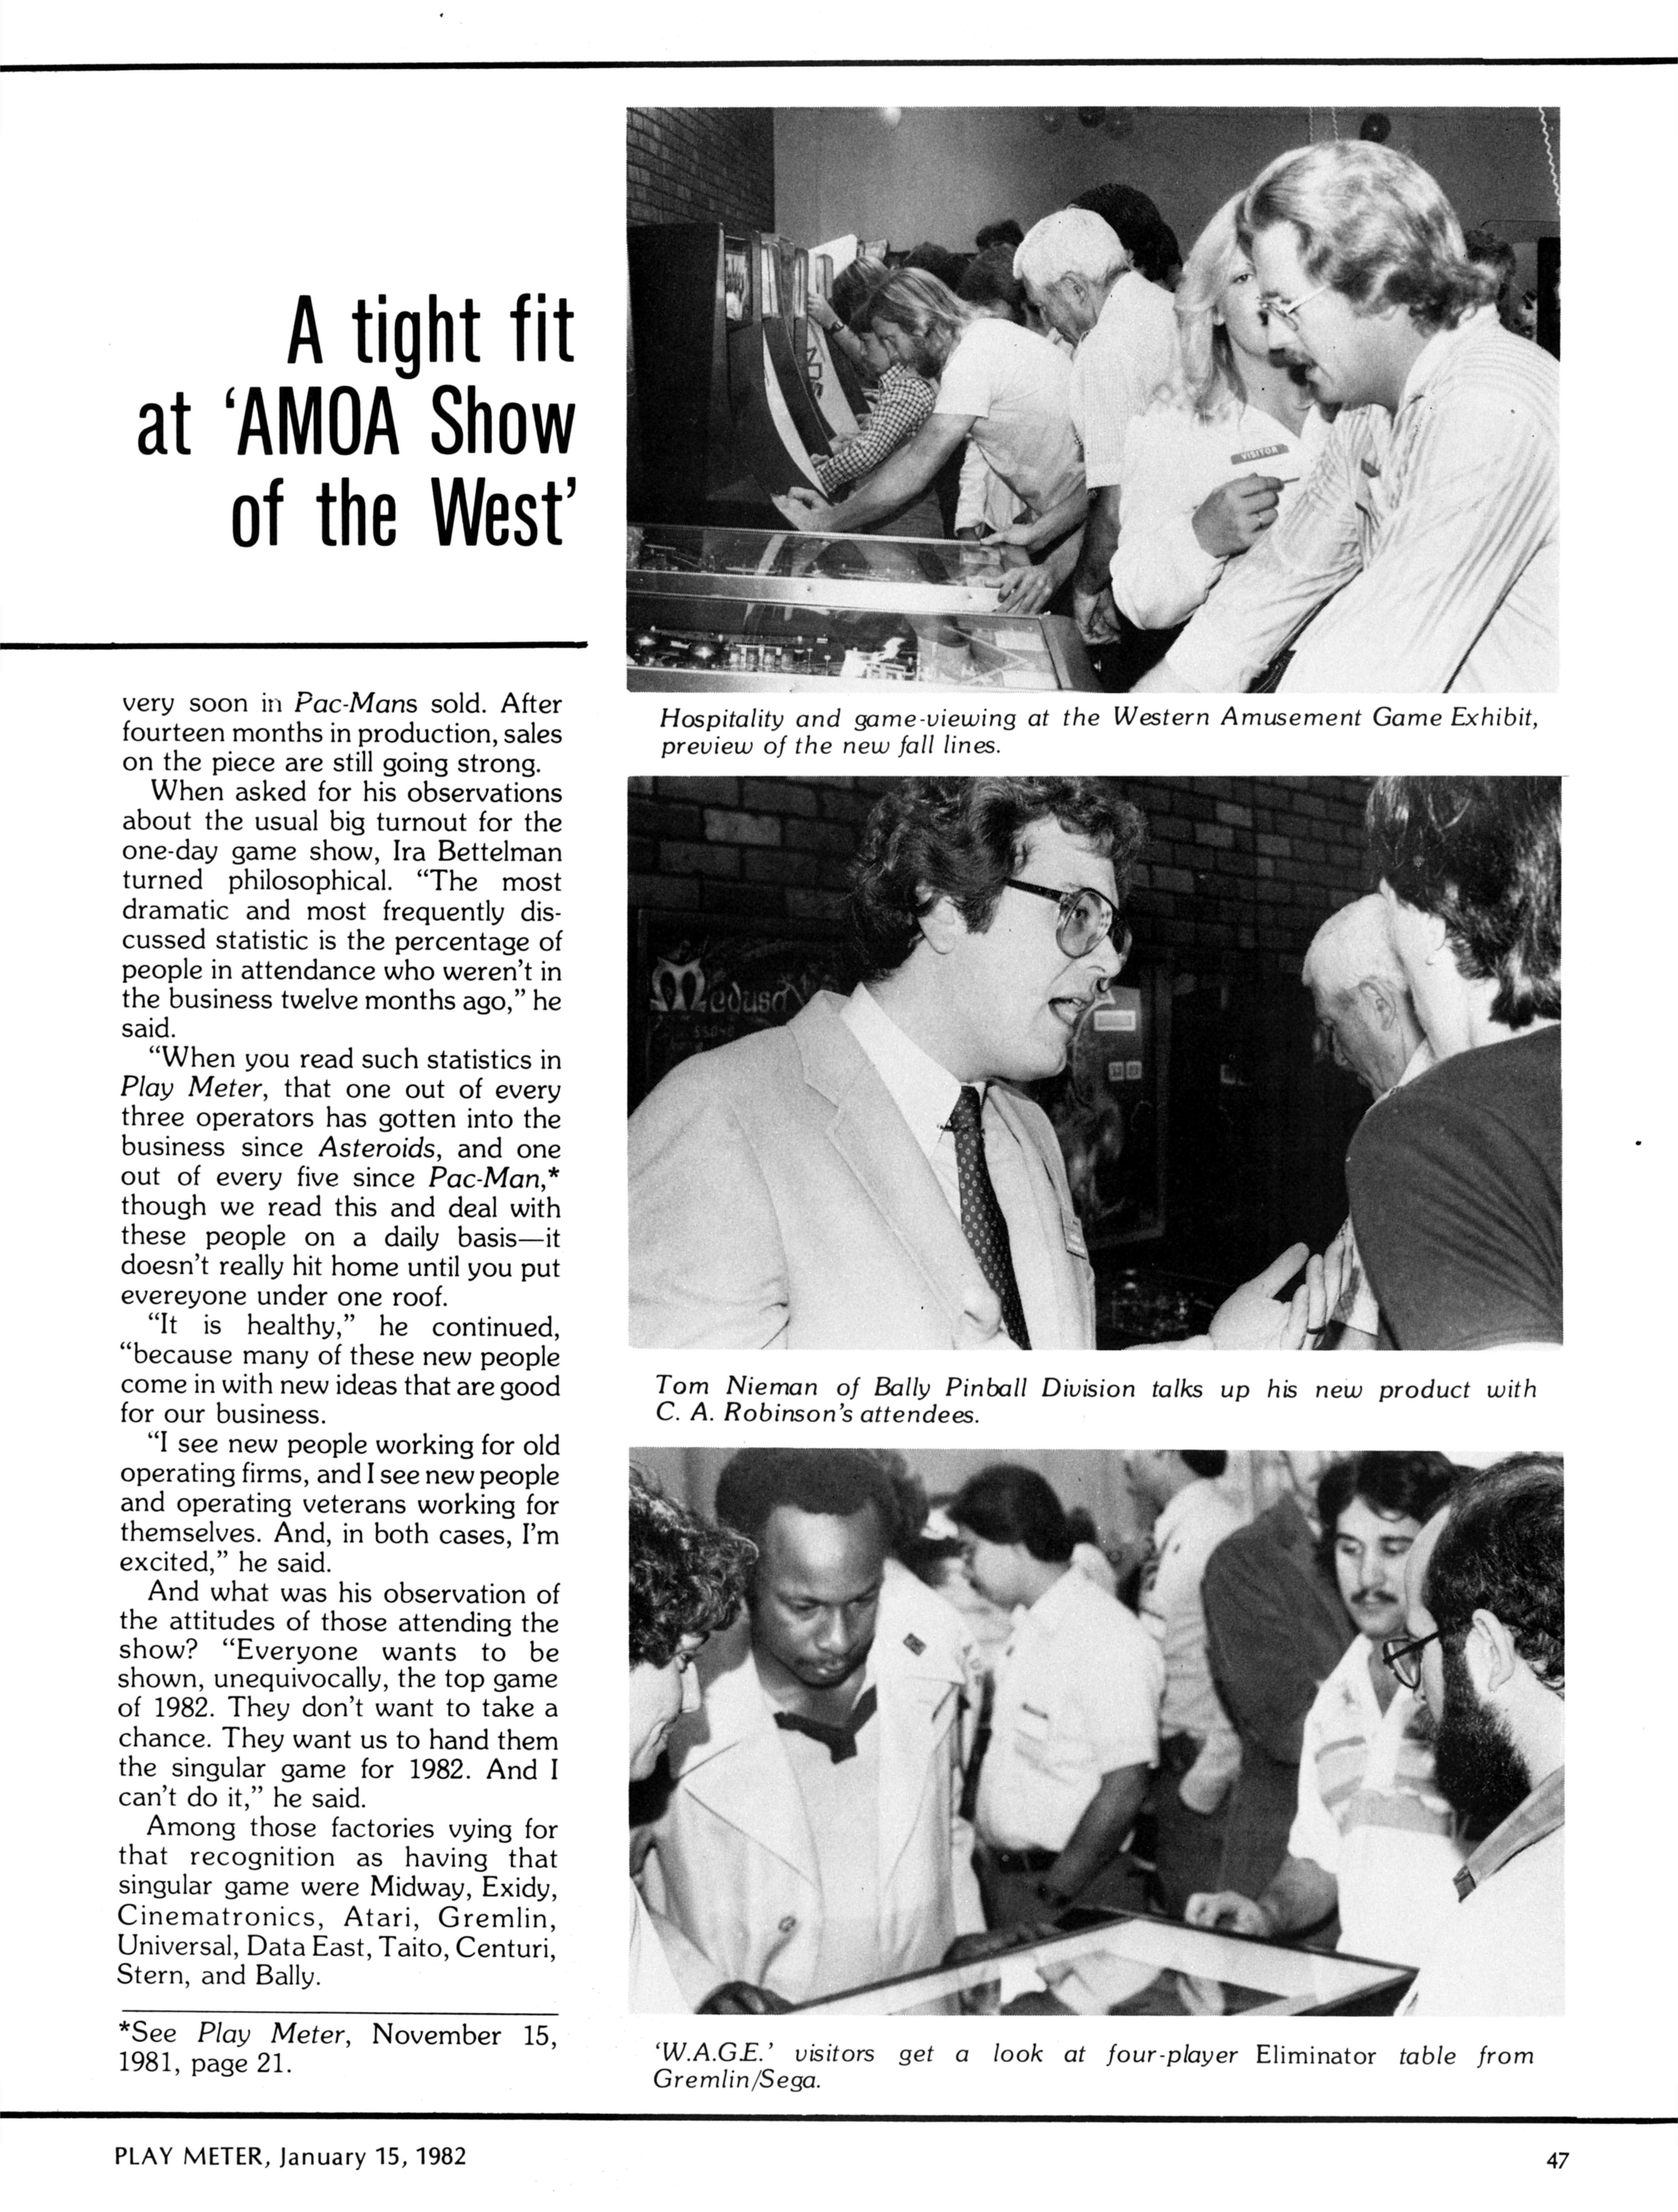 A tight fit
at ‘AMOA Show
of the West’
very soon in Pac-Mans sold. After
fourteen months in production, sales
on the piece are still going strong.
When asked for his observations
about the usual big turnout for the
one-day game show, Ira Bettelman
turned philosophical. “The most
dramatic and most frequently dis-
cussed statistic is the percentage of
people in attendance who weren't in
the business twelve months ago,” he
said.
“When you read such statistics in
Play Meter, that one out of every
three operators has gotten into the
business since Asteroids, and one
out of every five since Pac-Man,*
though we read this and deal with
these people on a daily basis—it
doesn't really hit home until you put
evereyone under one roof.
“It is healthy,” he continued,
“because many of these new people
come in with new ideas that are good
for our business.
“I see new people working for old
operating firms, and I see new people
and operating veterans working for
themselves. And, in both cases, I'm
excited,” he said.
And what was his observation of
the attitudes of those attending the
show? “Everyone wants to be
shown, unequivocally, the top game
of 1982. They don't want to take a
chance. They want us to hand them
the singular game for 1982. And I
can't do it,” he said.
Among those factories vying for
that recognition as having that
singular game were Midway, Exidy,
Cinematronics, Atari, Gremlin,
Universal, Data East, Taito, Centuri,
Stern, and Bally.
*See Play Meter, November 15,
1981, page 21.
VISITOR
Hospitality and game-viewing at the Western Amusement Game Exhibit,
preview of the new fall lines.
Medusa
Tom Nieman of Bally Pinball Division talks up his new product with
C. A. Robinson's attendees.
‘W.A.G.E.’ visitors get a look at four-player Eliminator table from
Gremlin/Sega.
PLAY METER, January 15, 1982
47